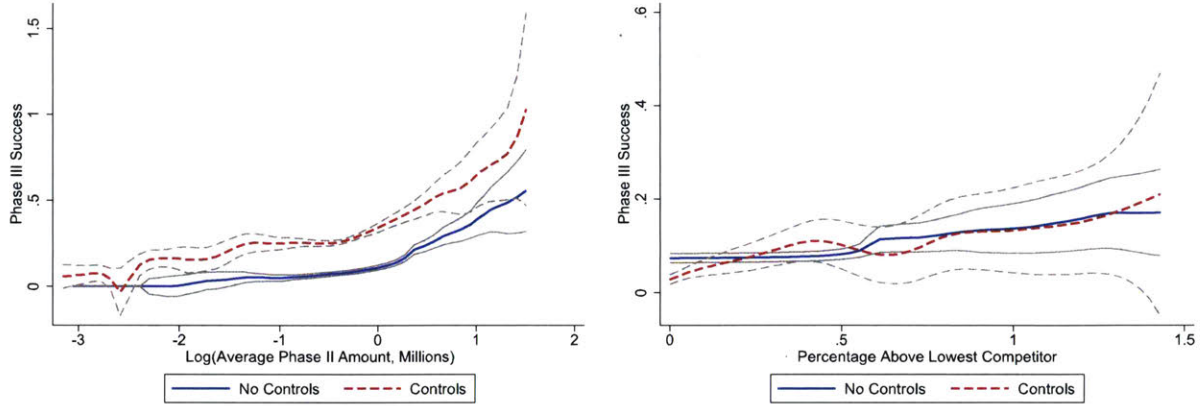 1.5
1
.5
0
Phase III Success
-3 -2 -1 0 1 2
Log(Average Phase II Amount, Millions)
No Controls Controls
.6
.4
.2
0
Phase III Success
0 .5 1 1.5
Percentage Above Lowest Competitor
No Controls Controls